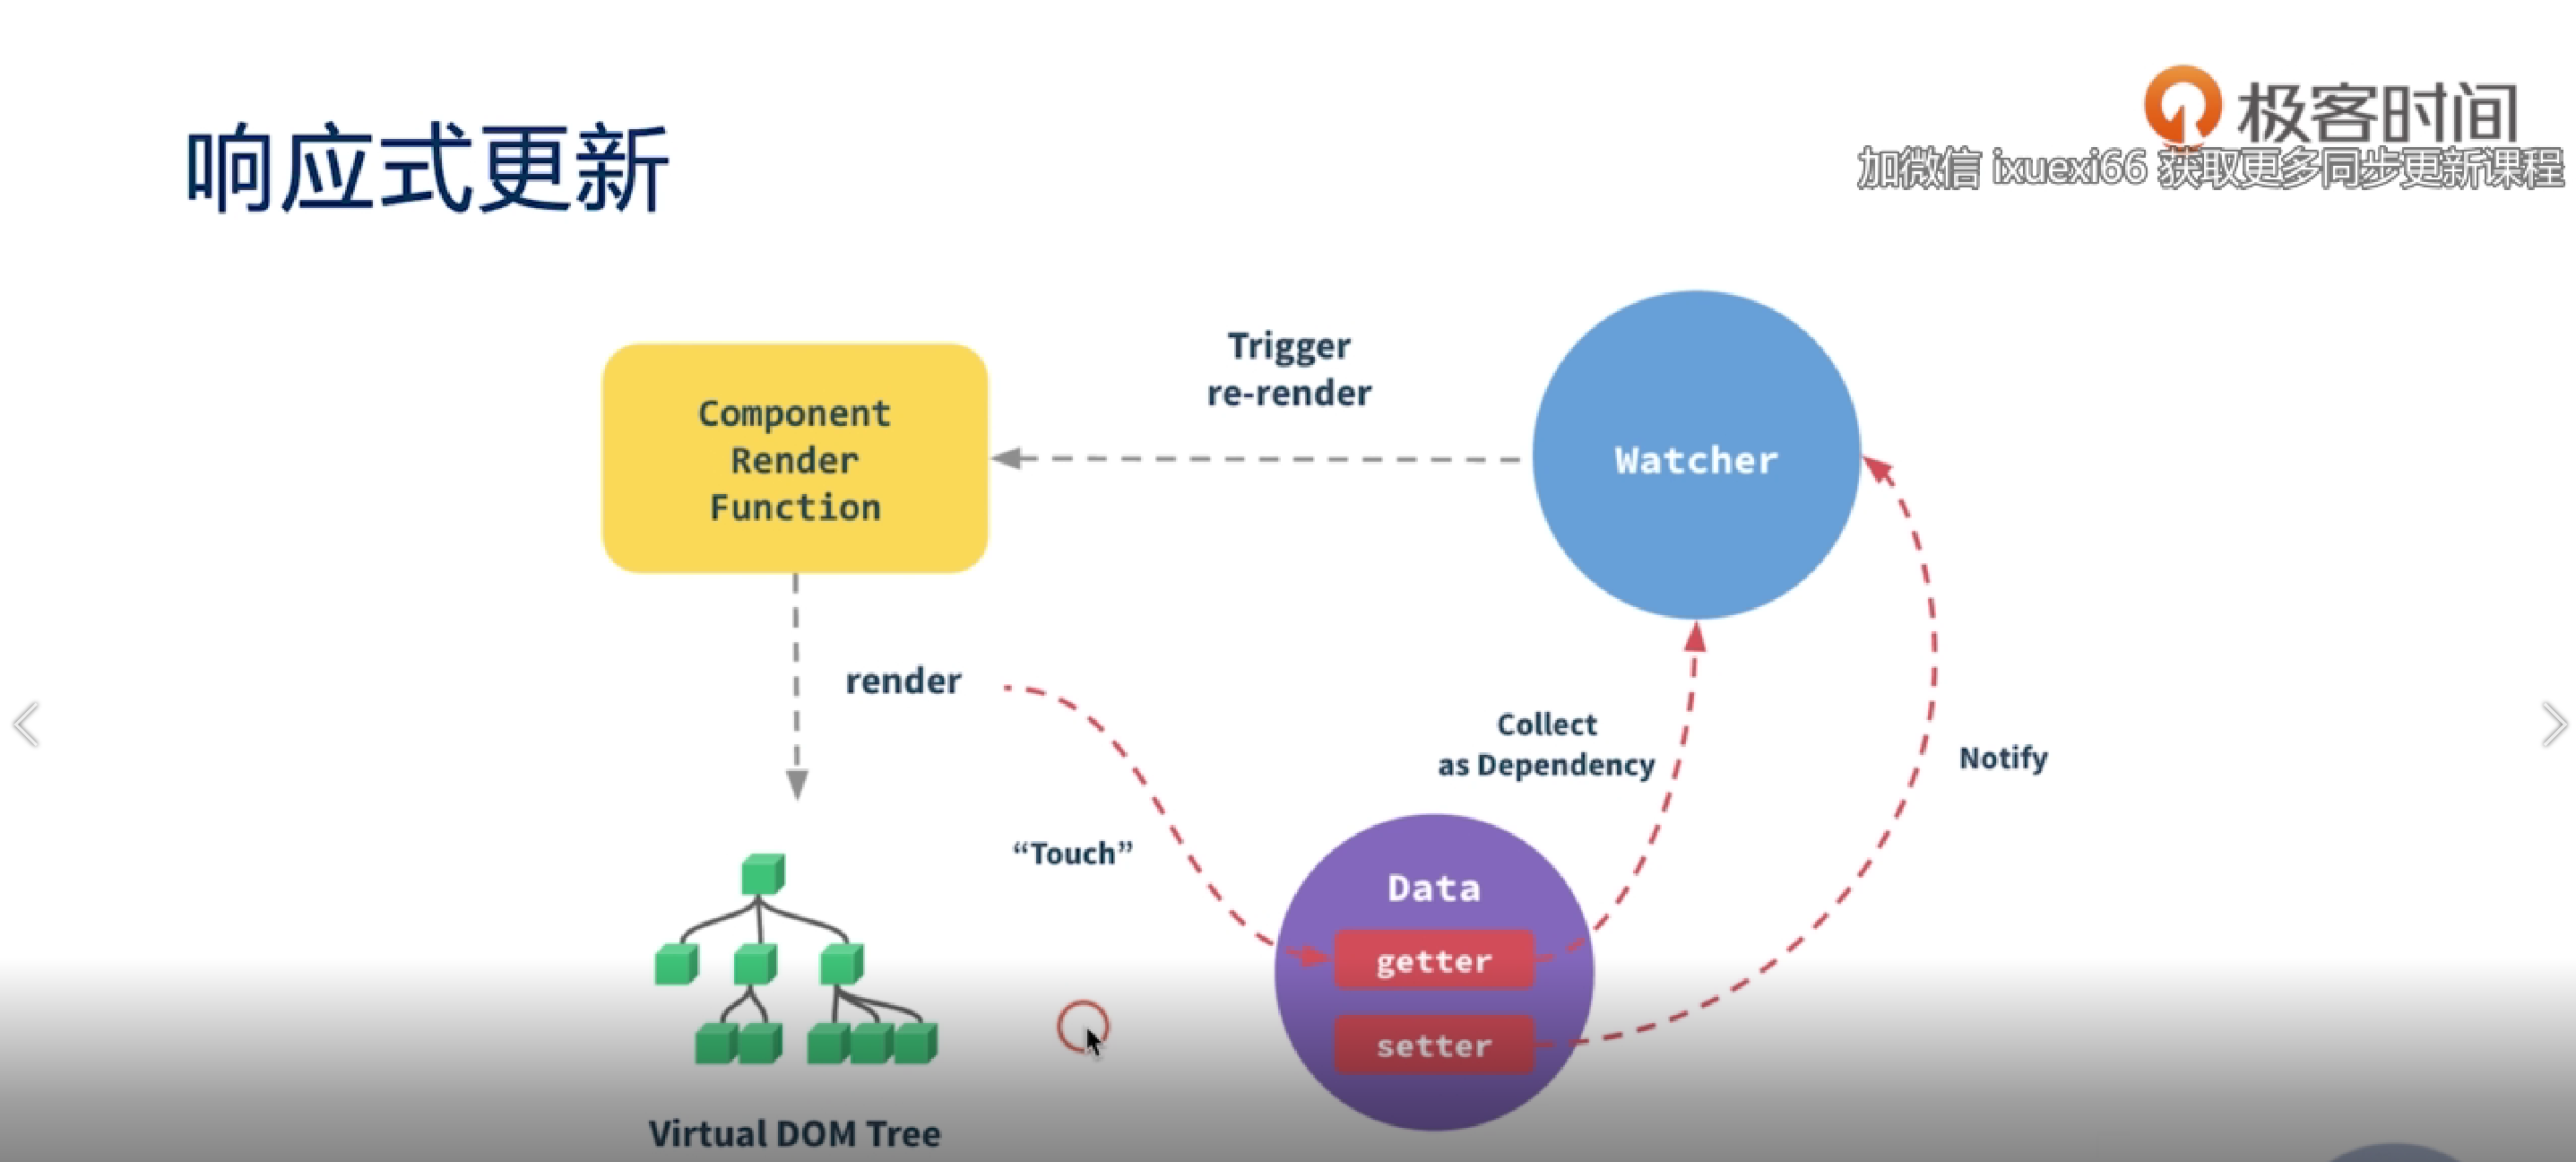 极客时间
加微信 ixuexi66 获取更多同步更新课程
响应式更新
Trigger
re-render
Component
Render
Function
Watcher
render
Collect
as Dependency
Notify
“Touch”
Data
getter
setter
Virtual DOM Tree